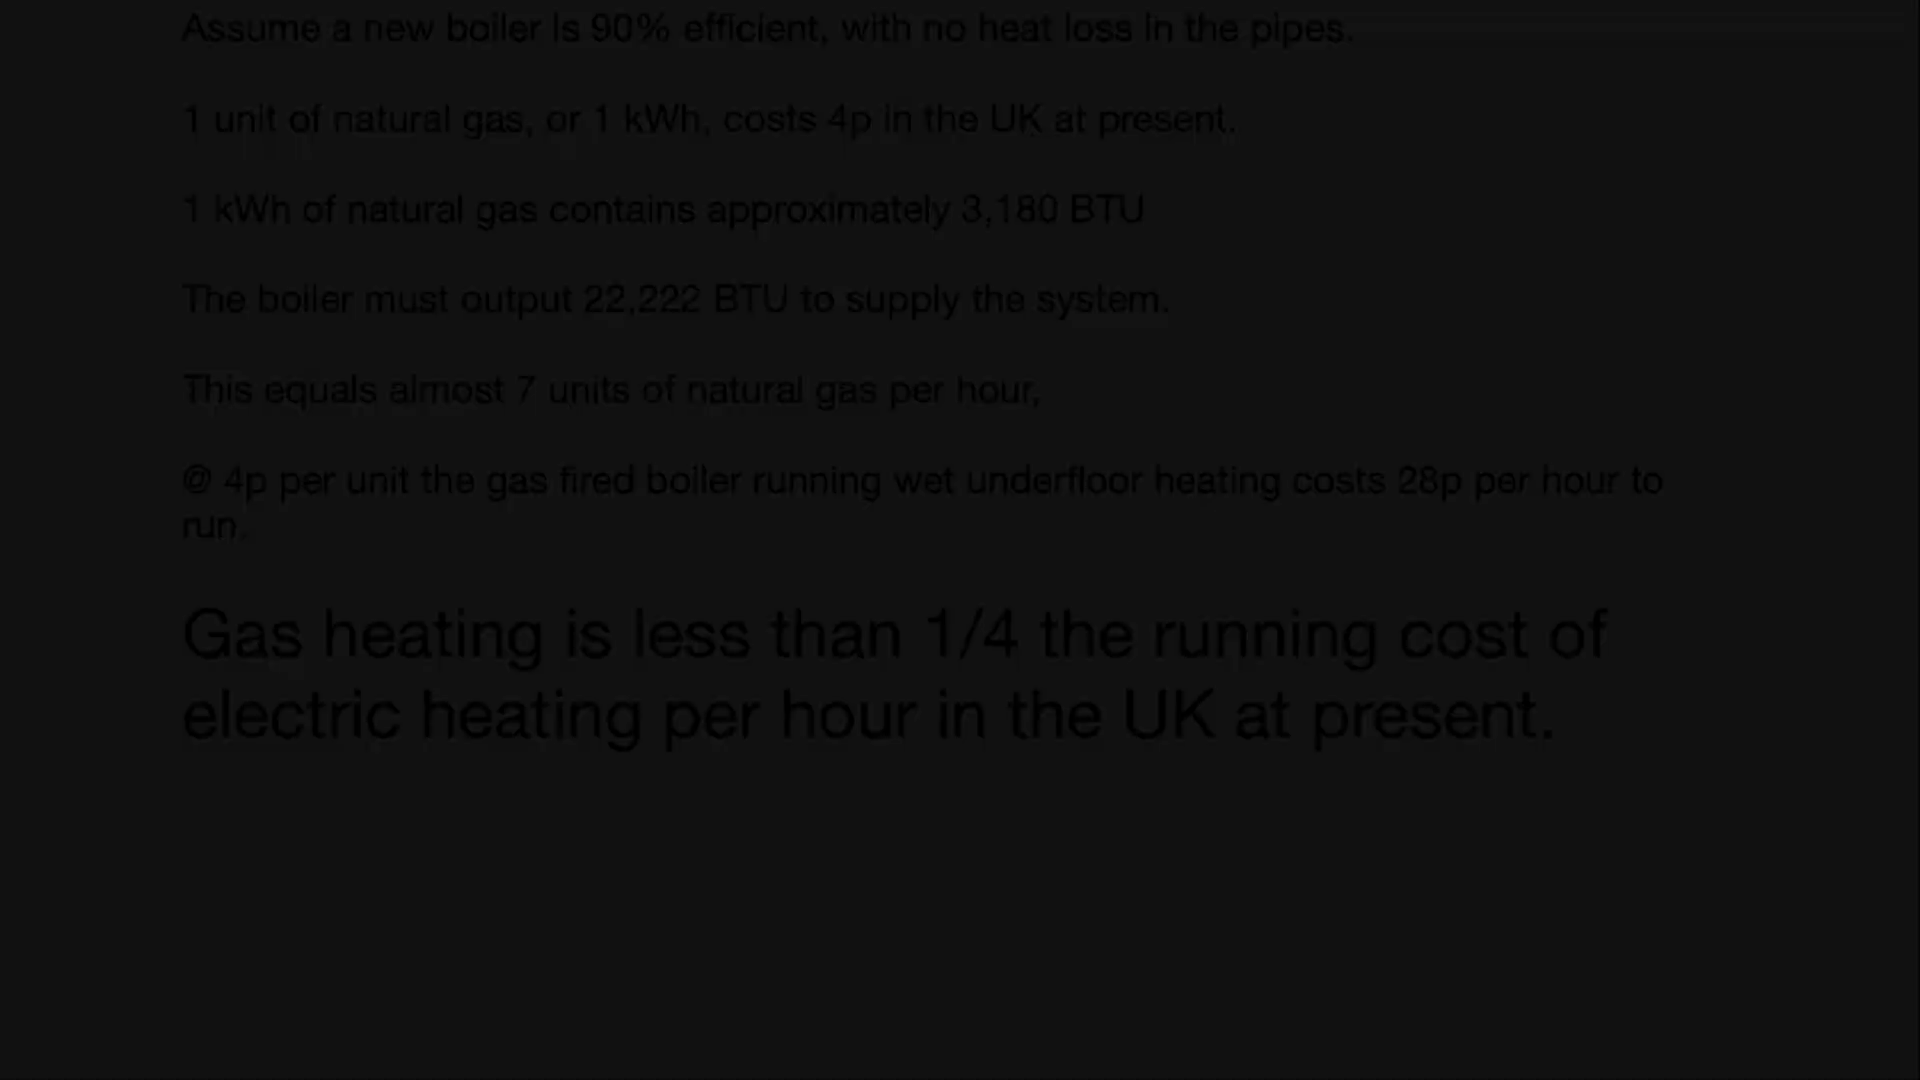 Assume a new boiler is 90% efficient, with no heat loss in the pipes.
1 unit of natural gas, or 1 kWh, costs 4p in the UK at present.
1 kWh of natural gas contains approximately 3,180 BTU
The boiler must output 22,222 BTU to supply the system.
This equals almost 7 units of natural gas per hour,
@ 4p per unit the gas fired boiler running wet underfloor heating costs 28p per hour to
run.
Gas heating is less than 1/4 the running cost of
electric heating per hour in the UK at present.